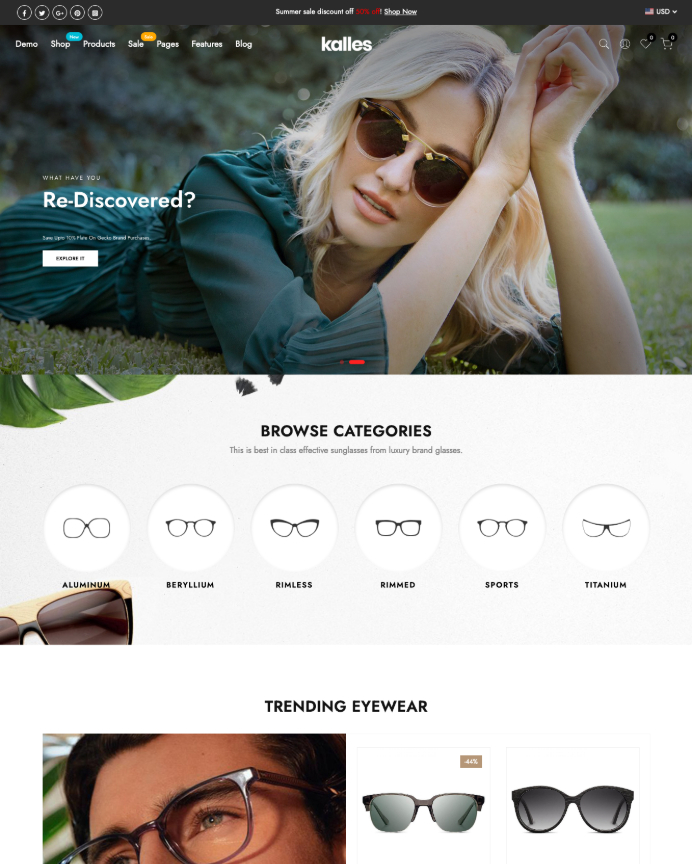 Summer sale discount off 50% off! Shop Now
USD
Demo Shop New Products Sale Sale Pages Features Blog
kalles
0 0
WHAT HAVE YOU
Re-Discovered?
Save Upto 10% Flate On Gecko Brand Purchases.
EXPLORE IT
BROWSE CATEGORIES
This is best in class effective sunglasses from luxury brand glasses.
ALUMINUM BERYLLIUM RIMLESS RIMMED SPORTS TITANIUM
TRENDING EYEWEAR
-44%